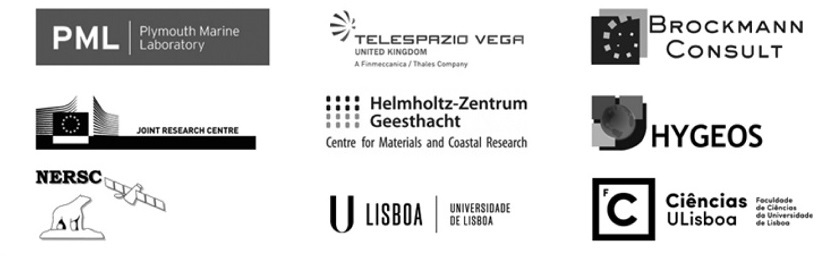 PML
Plymouth Marine
Laboratory
TELESPAZIO VEGA
UNITED KINGDOM
A Finmeccanica / Thales Company
BROCKMANN
CONSULT
JOINT RESEARCH CENTRE
Helmholtz-Zentrum
Geesthacht
Centre for Materials and Coastal Research
HYGEOS
NERSC
U LISBOA
UNIVERSIDADE
DE LISBOA
F
C
Ciências
ULisboa
Faculdade
de Ciências
da Universidade
de Lisboa